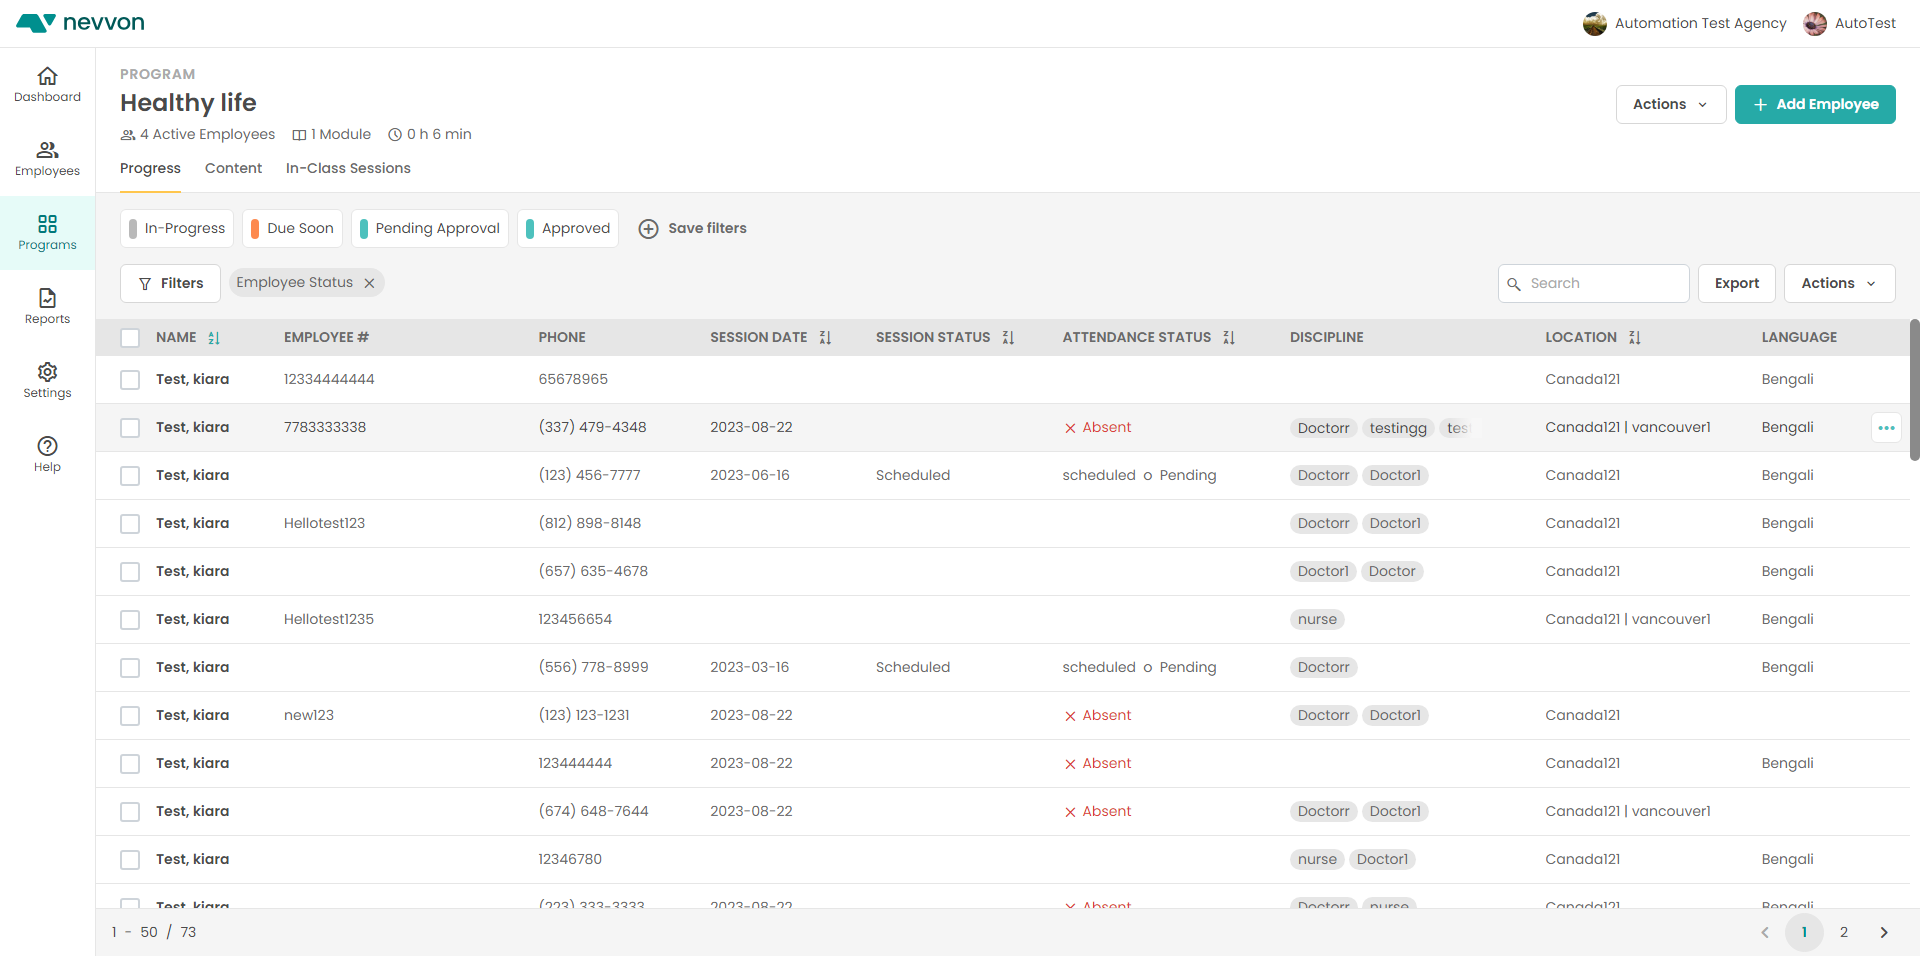 nevvon
Automation Test Agency AutoTest
Dashboard
Employees
Programs
Reports
Settings
Help
PROGRAM
Healthy life
4 Active Employees 1 Module 0 h 6 min
Actions + Add Employee
Progress Content In-Class Sessions
In-Progress Due Soon Pending Approval Approved Save filters
Filters Employee Status Search Export Actions
NAME EMPLOYEE # PHONE SESSION DATE SESSION STATUS ATTENDANCE STATUS DISCIPLINE LOCATION LANGUAGE
Test, kiara 12334444444 65678965 Canada121 Bengali
Test, kiara 7783333338 (337) 479-4348 2023-08-22 Absent Doctorr testingg tes Canada121 | vancouver1 Bengali
Test, kiara (123) 456-7777 2023-06-16 Scheduled scheduled o Pending Doctorr Doctor1 Canada121 Bengali
Test, kiara Hellotest123 (812) 898-8148 Doctorr Doctor1 Canada121 Bengali
Test, kiara (657) 635-4678 Doctor1 Doctor Canada121 Bengali
Test, kiara Hellotest1235 123456654 nurse Canada121 | vancouver1 Bengali
Test, kiara (556) 778-8999 2023-03-16 Scheduled scheduled o Pending Doctorr Bengali
Test, kiara new123 (123) 123-1231 2023-08-22 Absent Doctorr Doctor1 Canada121
Test, kiara 123444444 2023-08-22 Absent Canada121 Bengali
Test, kiara (674) 648-7644 2023-08-22 Absent Doctorr Doctor1 Canada121 | vancouver1
Test, kiara 12346780 nurse Doctor1 Canada121 Bengali
Test, kiara (223) 333-3333 2023-08-22 Absent Doctorr nurse Canada121 Bengali
1 - 50 / 73 1 2